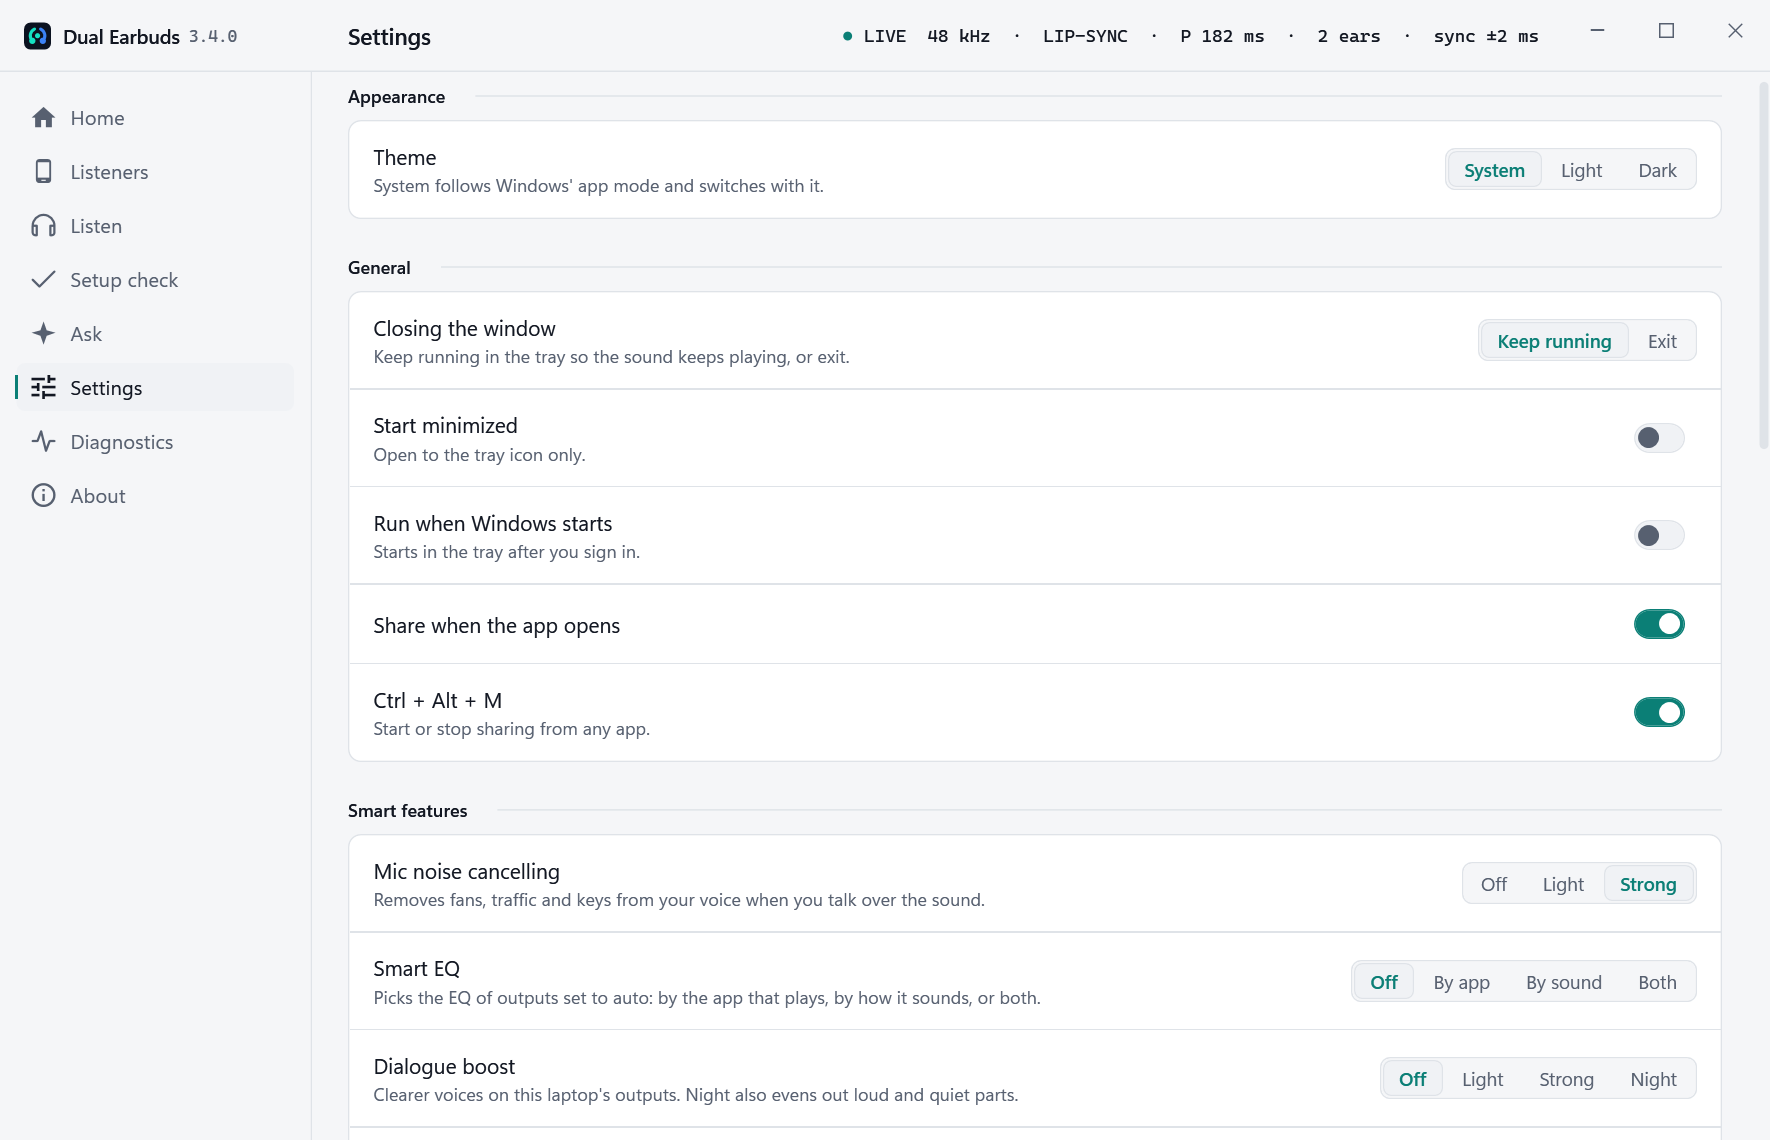 Dual Earbuds 3.4.0
Settings
LIVE 48 kHz · LIP-SYNC · P 182 ms · 2 ears · sync ±2 ms
Home
Listeners
Listen
Setup check
Ask
Settings
Diagnostics
About
Appearance
Theme
System follows Windows' app mode and switches with it.
System Light Dark
General
Closing the window
Keep running in the tray so the sound keeps playing, or exit.
Keep running Exit
Start minimized
Open to the tray icon only.
Run when Windows starts
Starts in the tray after you sign in.
Share when the app opens
Ctrl + Alt + M
Start or stop sharing from any app.
Smart features
Mic noise cancelling
Removes fans, traffic and keys from your voice when you talk over the sound.
Off Light Strong
Smart EQ
Picks the EQ of outputs set to auto: by the app that plays, by how it sounds, or both.
Off By app By sound Both
Dialogue boost
Clearer voices on this laptop's outputs. Night also evens out loud and quiet parts.
Off Light Strong Night